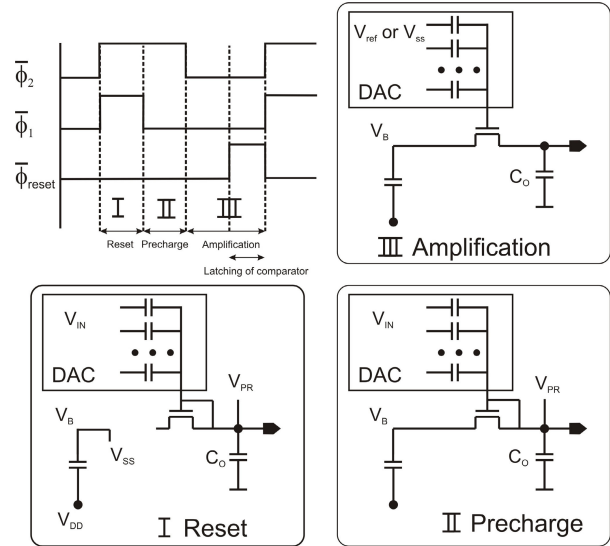 ϕ̅₂
ϕ̅₁
ϕ̅reset
I
II
III
Reset
Precharge
Amplification
Latching of comparator
Vref or Vss
DAC
VB
CO
III Amplification
VIN
DAC
VPR
VB
VSS
CO
VDD
I Reset
VIN
DAC
VPR
VB
CO
II Precharge